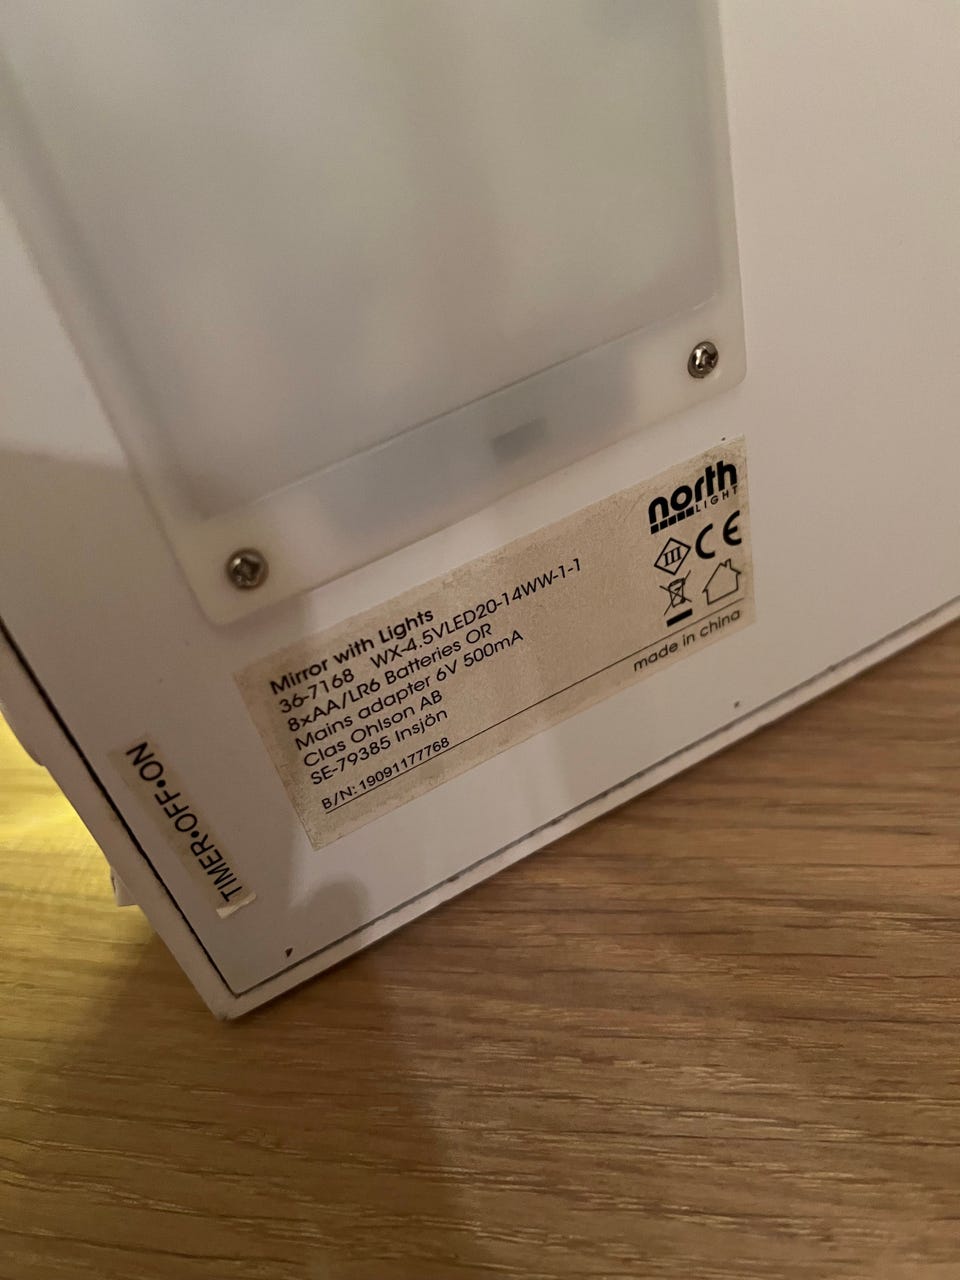 north
LIGHT
III CE
Mirror with Lights
36-7168 WX-4.5VLED20-14WW-1-1
8xAA/LR6 Batteries OR
Mains adapter 6V 500mA
Clas Ohlson AB
SE-79385 Insjön
made in china
B/N: 19091177768
TIMER•OFF•ON